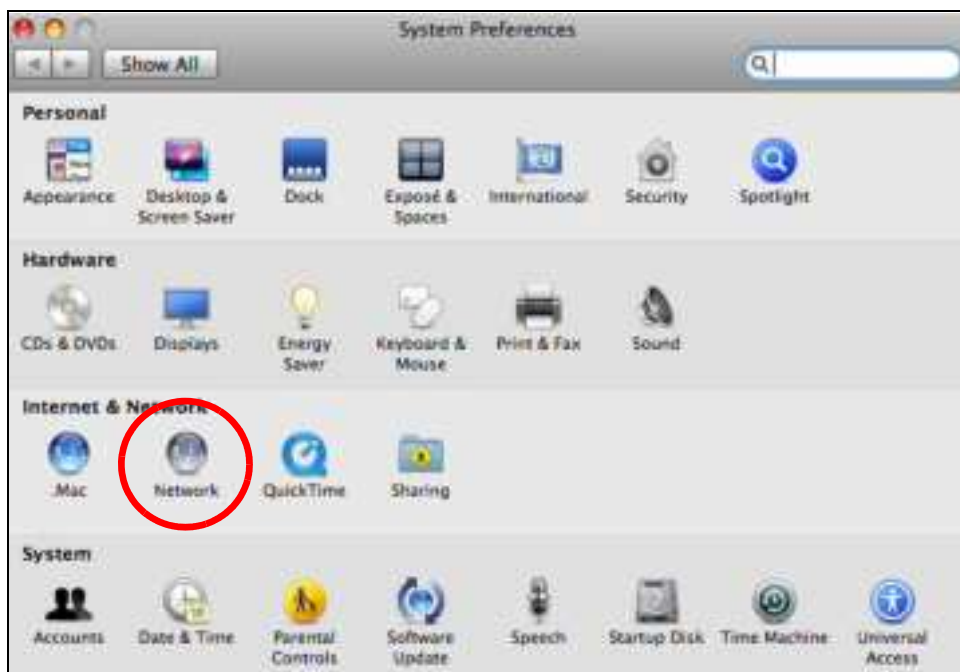 System Preferences
Show All
Personal
Appearance
Desktop &
Screen Saver
Dock
Exposé &
Spaces
International
Security
Spotlight
Hardware
CDs & DVDs
Displays
Energy
Saver
Keyboard &
Mouse
Print & Fax
Sound
Internet & Network
.Mac
Network
QuickTime
Sharing
System
Accounts
Date & Time
Parental
Controls
Software
Update
Speech
Startup Disk
Time Machine
Universal
Access